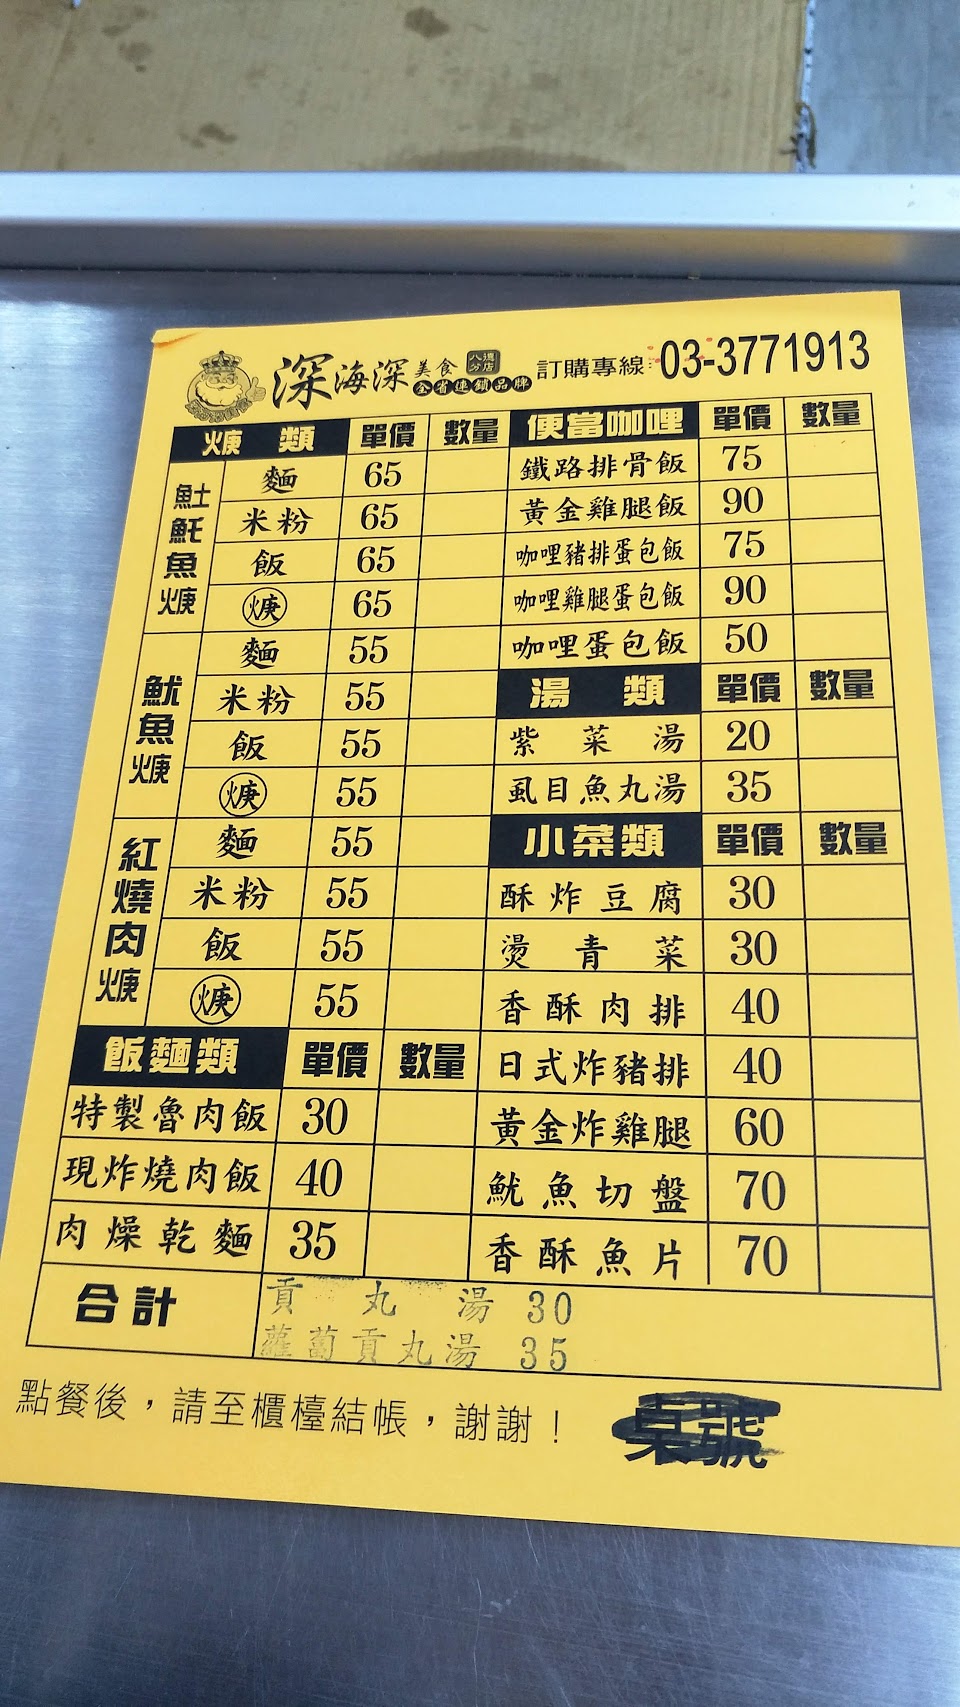 深海深美食 八德分店
全省連鎖品牌
訂購專線: 03-3771913
焿類 單價 數量
魠魠魚焿
麵 65
米粉 65
飯 65
焿 65
魷魚焿
麵 55
米粉 55
飯 55
焿 55
紅燒肉焿
麵 55
米粉 55
飯 55
焿 55
飯麵類 單價 數量
特製魯肉飯 30
現炸燒肉飯 40
肉燥乾麵 35
便當咖哩 單價 數量
鐵路排骨飯 75
黃金雞腿飯 90
咖哩豬排蛋包飯 75
咖哩雞腿蛋包飯 90
咖哩蛋包飯 50
湯類 單價 數量
紫菜湯 20
虱目魚丸湯 35
小菜類 單價 數量
酥炸豆腐 30
燙青菜 30
香酥肉排 40
日式炸豬排 40
黃金炸雞腿 60
魷魚切盤 70
香酥魚片 70
合計
貢丸湯 30
蘿蔔貢丸湯 35
點餐後，請至櫃檯結帳，謝謝！
桌號